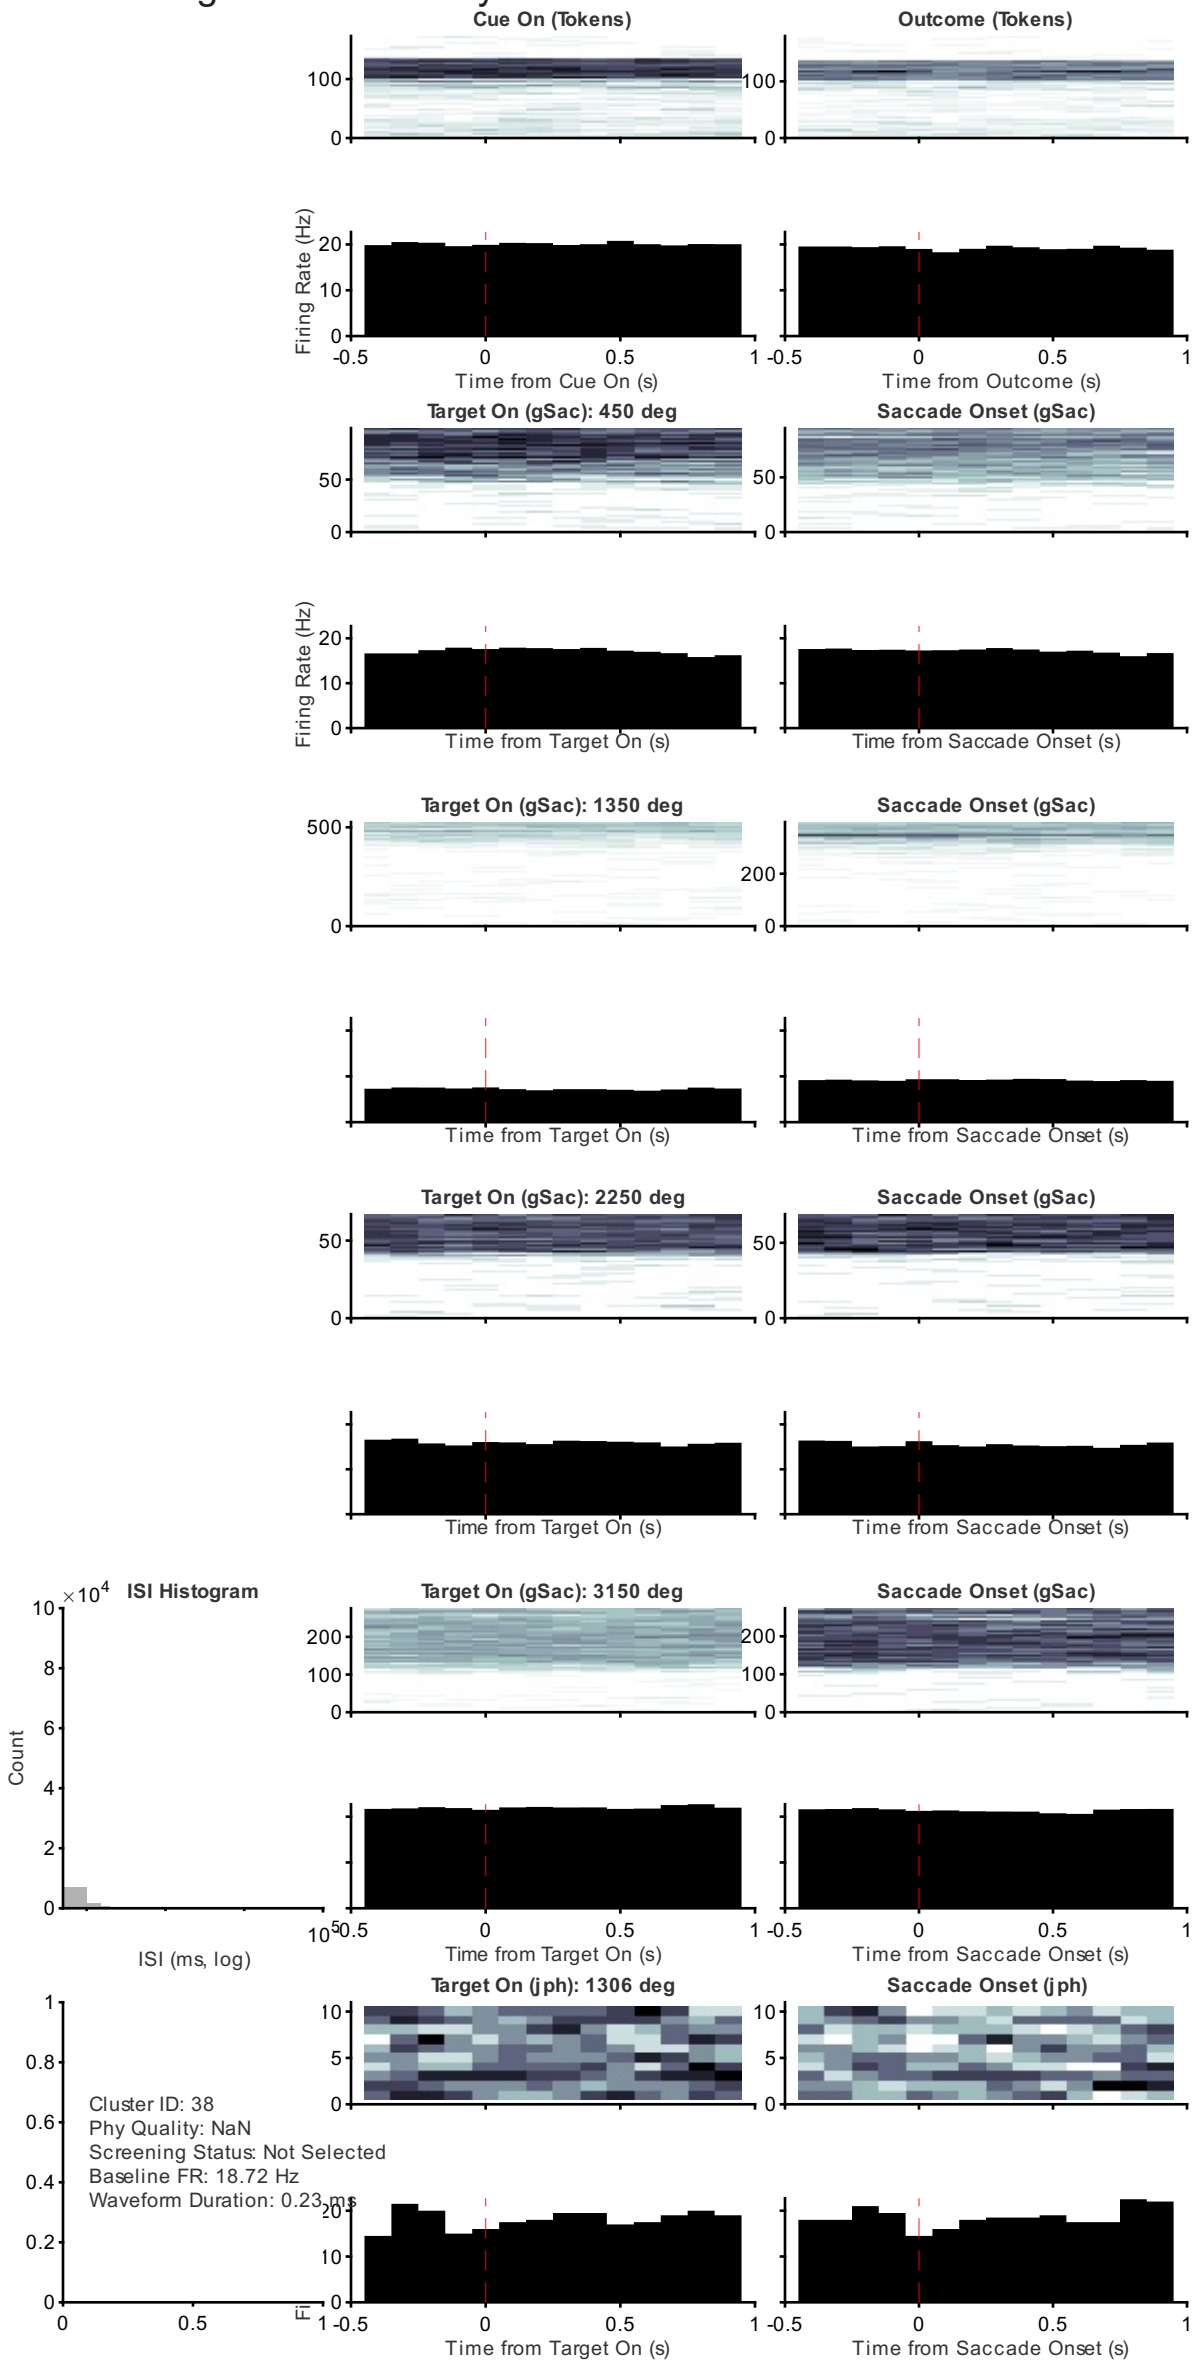 Cue On (Tokens)
Outcome (Tokens)
100
0
100
0
Firing Rate (Hz)
20
10
0
-0.5
0
0.5
1
-0.5
0
0.5
1
Time from Cue On (s)
Time from Outcome (s)
Target On (gSac): 450 deg
Saccade Onset (gSac)
50
0
50
0
Firing Rate (Hz)
20
10
0
Time from Target On (s)
Time from Saccade Onset (s)
Target On (gSac): 1350 deg
Saccade Onset (gSac)
500
0
200
0
Time from Target On (s)
Time from Saccade Onset (s)
Target On (gSac): 2250 deg
Saccade Onset (gSac)
50
0
50
0
Time from Target On (s)
Time from Saccade Onset (s)
ISI Histogram
×10⁴
10
8
6
4
2
0
Count
10⁵
ISI (ms, log)
Target On (gSac): 3150 deg
Saccade Onset (gSac)
200
100
0
200
100
0
-0.5
0
0.5
1
-0.5
0
0.5
1
Time from Target On (s)
Time from Saccade Onset (s)
Target On (jph): 1306 deg
Saccade Onset (jph)
10
5
0
10
5
0
1
0.8
0.6
0.4
0.2
0
0
0.5
1
Cluster ID: 38
Phy Quality: NaN
Screening Status: Not Selected
Baseline FR: 18.72 Hz
Waveform Duration: 0.23 ms
20
10
0
Fi
-0.5
0
0.5
1
-0.5
0
0.5
1
Time from Target On (s)
Time from Saccade Onset (s)